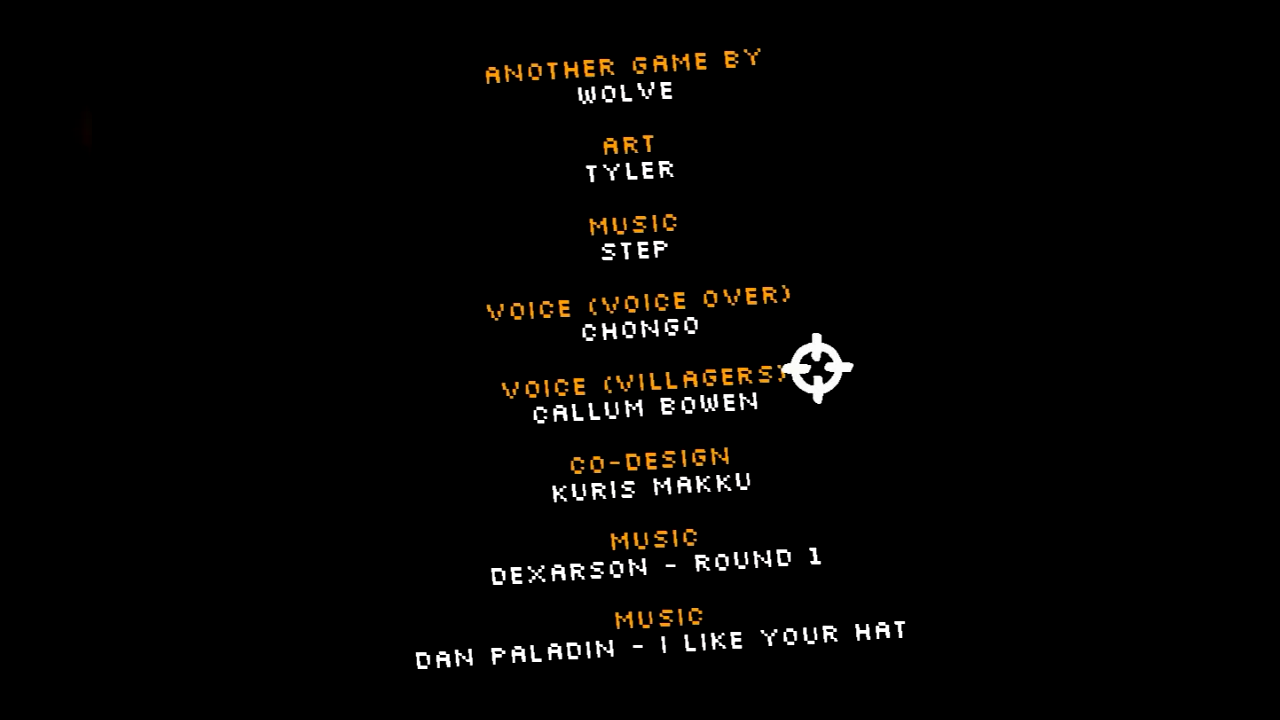 ANOTHER GAME BY
WOLVE
ART
TYLER
MUSIC
STEP
VOICE (VOICE OVER)
CHONGO
VOICE (VILLAGERS)
CALLUM BOWEN
CO-DESIGN
KURIS MAKKU
MUSIC
DEXARSON - ROUND 1
MUSIC
DAN PALADIN - I LIKE YOUR HAT